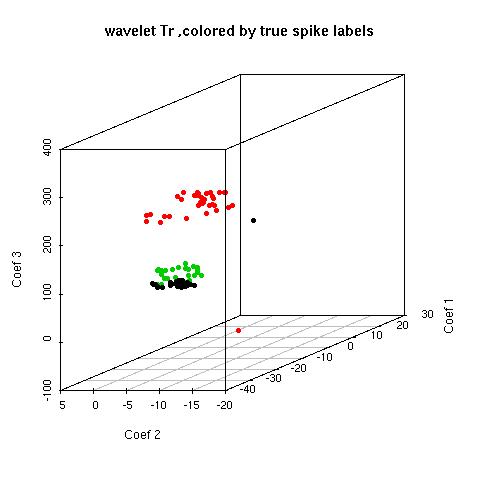 wavelet Tr ,colored by true spike labels
400
300
200
100
0
-100
Coef 3
5 0 -5 -10 -15 -20
Coef 2
-40 -30 -20 -10 0 10 20 30
Coef 1